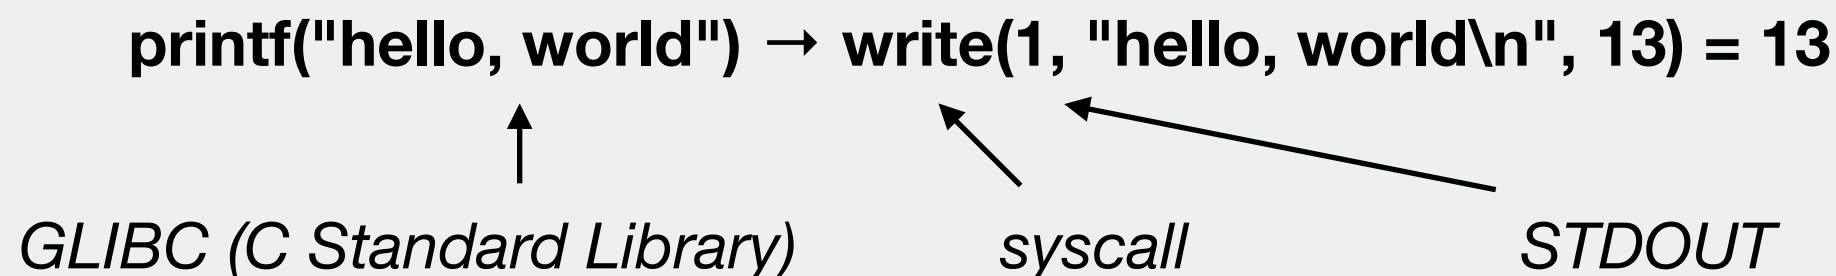 printf("hello, world") → write(1, "hello, world\n", 13) = 13
GLIBC (C Standard Library) syscall STDOUT